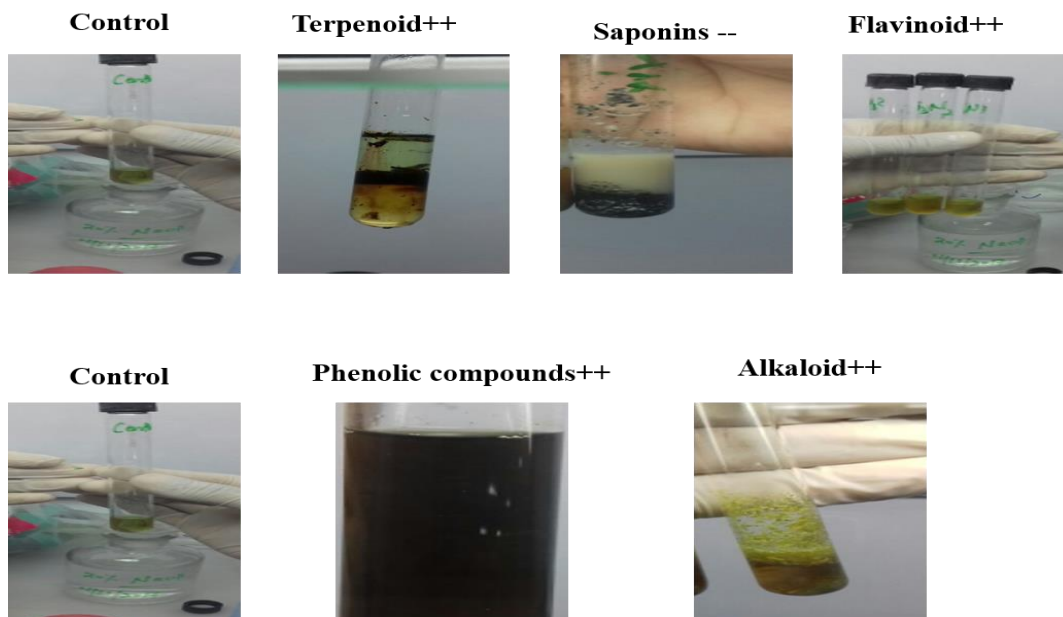 Control
Terpenoid++
Saponins --
Flavinoid++
Control
Phenolic compounds++
Alkaloid++